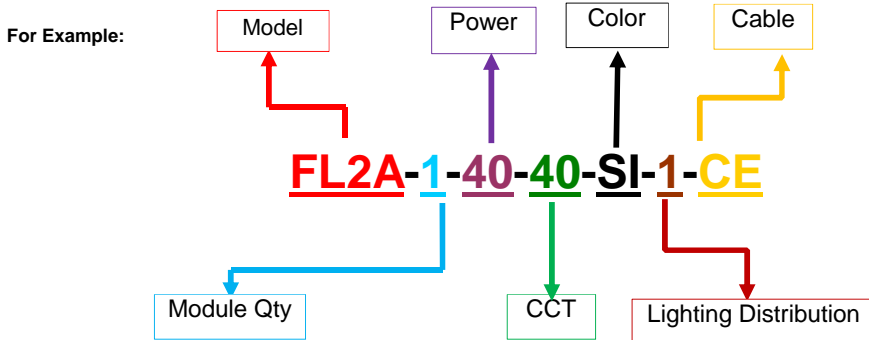 For Example:
Model
Power
Color
Cable
FL2A-1-40-40-SI-1-CE
Module Qty
CCT
Lighting Distribution